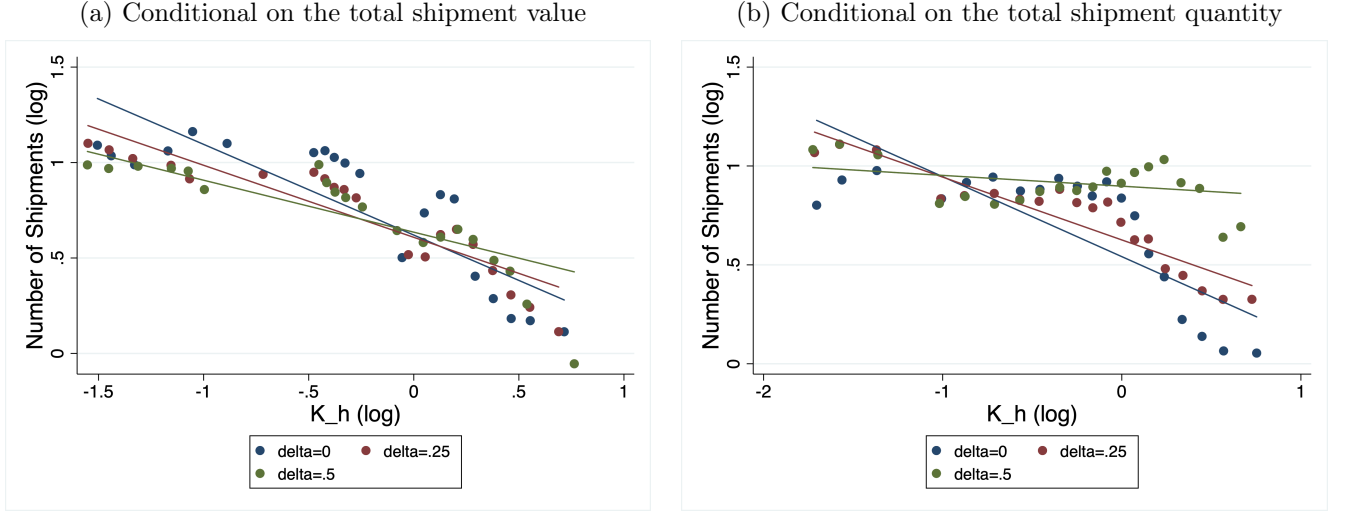 (a) Conditional on the total shipment value
Number of Shipments (log)
1.5
1
.5
0
-1.5 -1 -.5 0 .5 1
K_h (log)
delta=0 delta=.25
delta=.5
(b) Conditional on the total shipment quantity
Number of Shipments (log)
1.5
1
.5
0
-2 -1 0 1
K_h (log)
delta=0 delta=.25
delta=.5